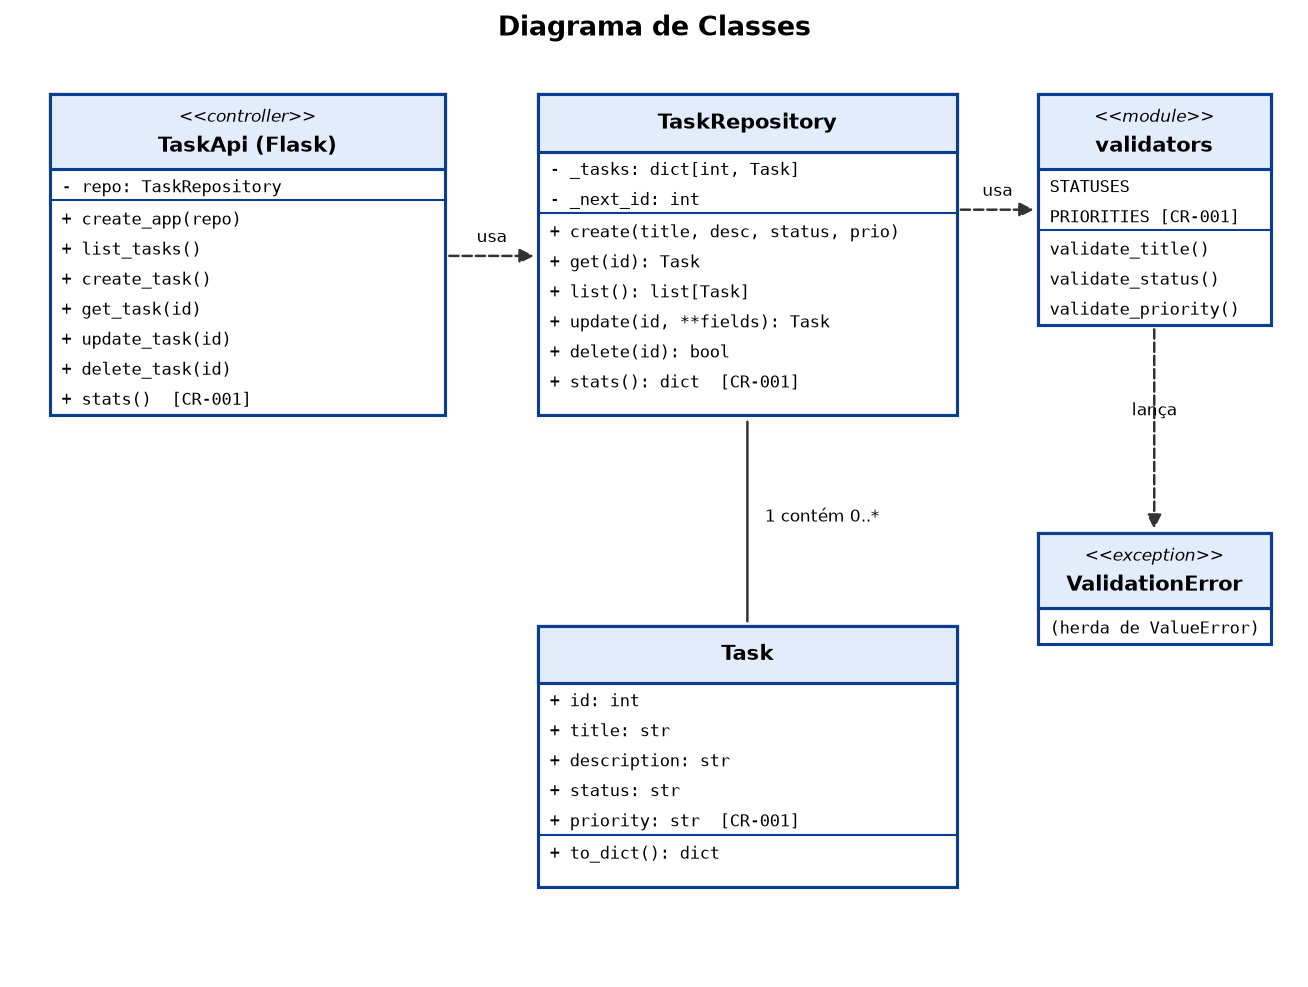 Diagrama de Classes
<<controller>>
TaskApi (Flask)
- repo: TaskRepository
+ create_app(repo)
+ list_tasks()
+ create_task()
+ get_task(id)
+ update_task(id)
+ delete_task(id)
+ stats()  [CR-001]
usa
TaskRepository
- _tasks: dict[int, Task]
- _next_id: int
+ create(title, desc, status, prio)
+ get(id): Task
+ list(): list[Task]
+ update(id, **fields): Task
+ delete(id): bool
+ stats(): dict  [CR-001]
usa
<<module>>
validators
STATUSES
PRIORITIES [CR-001]
validate_title()
validate_status()
validate_priority()
lança
1 contém 0..*
<<exception>>
ValidationError
(herda de ValueError)
Task
+ id: int
+ title: str
+ description: str
+ status: str
+ priority: str  [CR-001]
+ to_dict(): dict